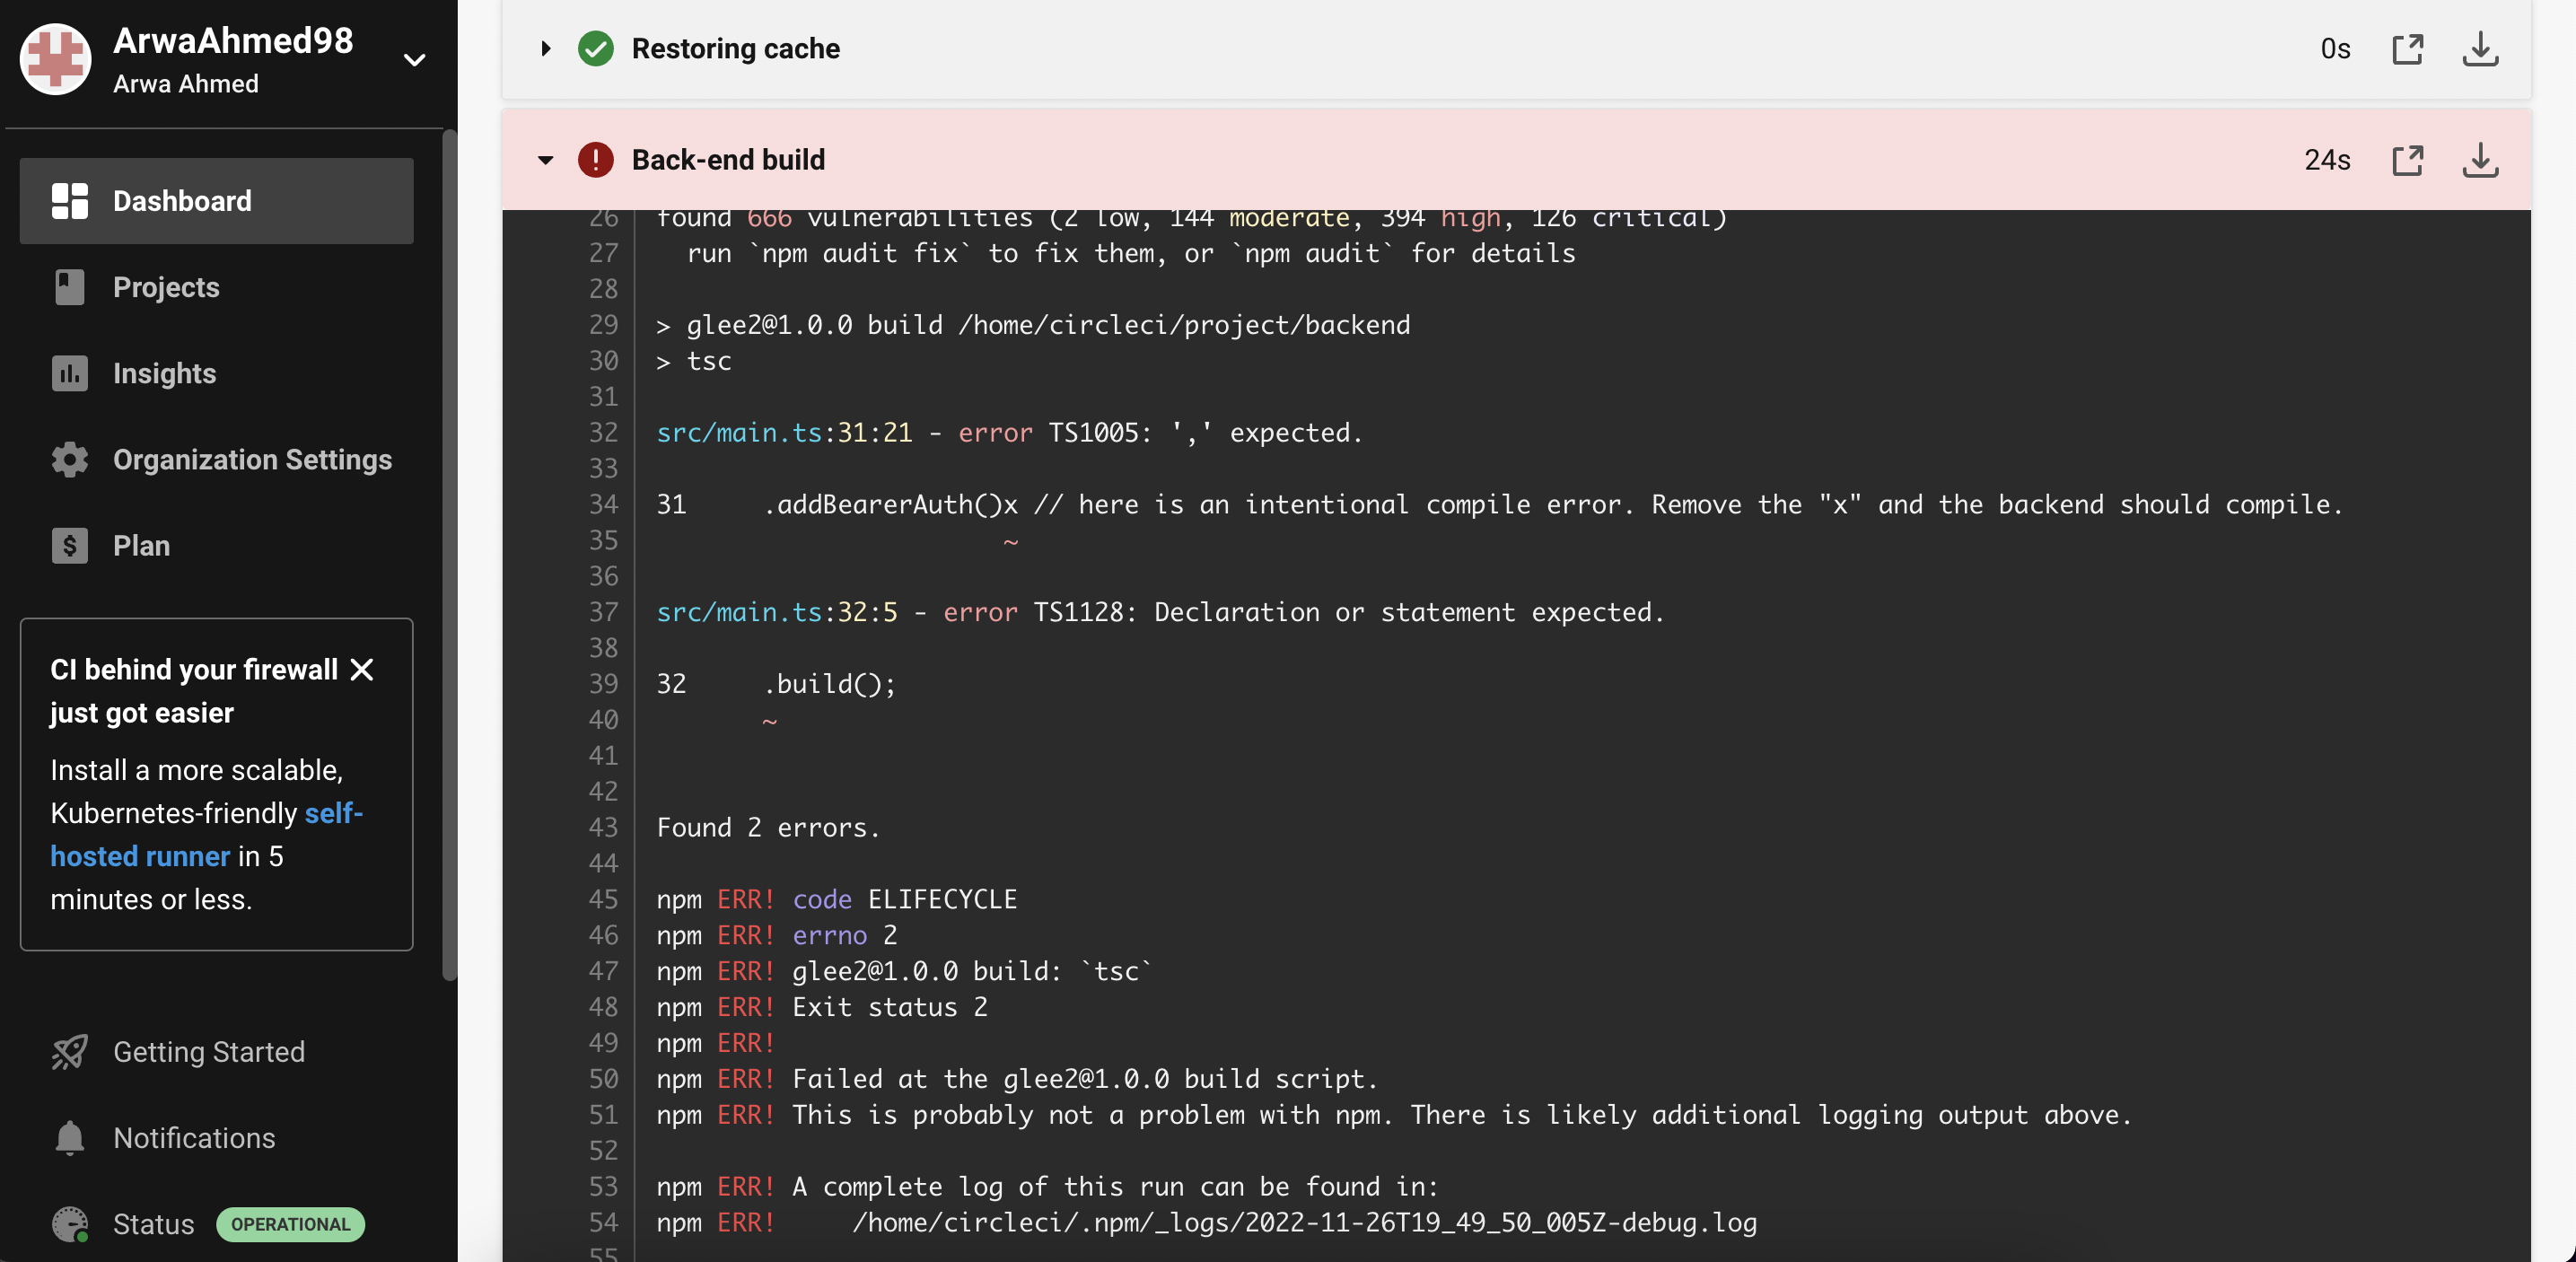 ArwaAhmed98
Arwa Ahmed
Dashboard
Projects
Insights
Organization Settings
Plan
CI behind your firewall
just got easier
Install a more scalable,
Kubernetes-friendly self-
hosted runner in 5
minutes or less.
Getting Started
Notifications
Status OPERATIONAL
Restoring cache 0s
Back-end build 24s
26 found 666 vulnerabilities (2 low, 144 moderate, 394 high, 126 critical)
27 run `npm audit fix` to fix them, or `npm audit` for details
28
29 > glee2@1.0.0 build /home/circleci/project/backend
30 > tsc
31
32 src/main.ts:31:21 - error TS1005: ',' expected.
33
34 31     .addBearerAuth()x // here is an intentional compile error. Remove the "x" and the backend should compile.
35 ~
36
37 src/main.ts:32:5 - error TS1128: Declaration or statement expected.
38
39 32     .build();
40 ~
41
42
43 Found 2 errors.
44
45 npm ERR! code ELIFECYCLE
46 npm ERR! errno 2
47 npm ERR! glee2@1.0.0 build: `tsc`
48 npm ERR! Exit status 2
49 npm ERR!
50 npm ERR! Failed at the glee2@1.0.0 build script.
51 npm ERR! This is probably not a problem with npm. There is likely additional logging output above.
52
53 npm ERR! A complete log of this run can be found in:
54 npm ERR!     /home/circleci/.npm/_logs/2022-11-26T19_49_50_005Z-debug.log
55